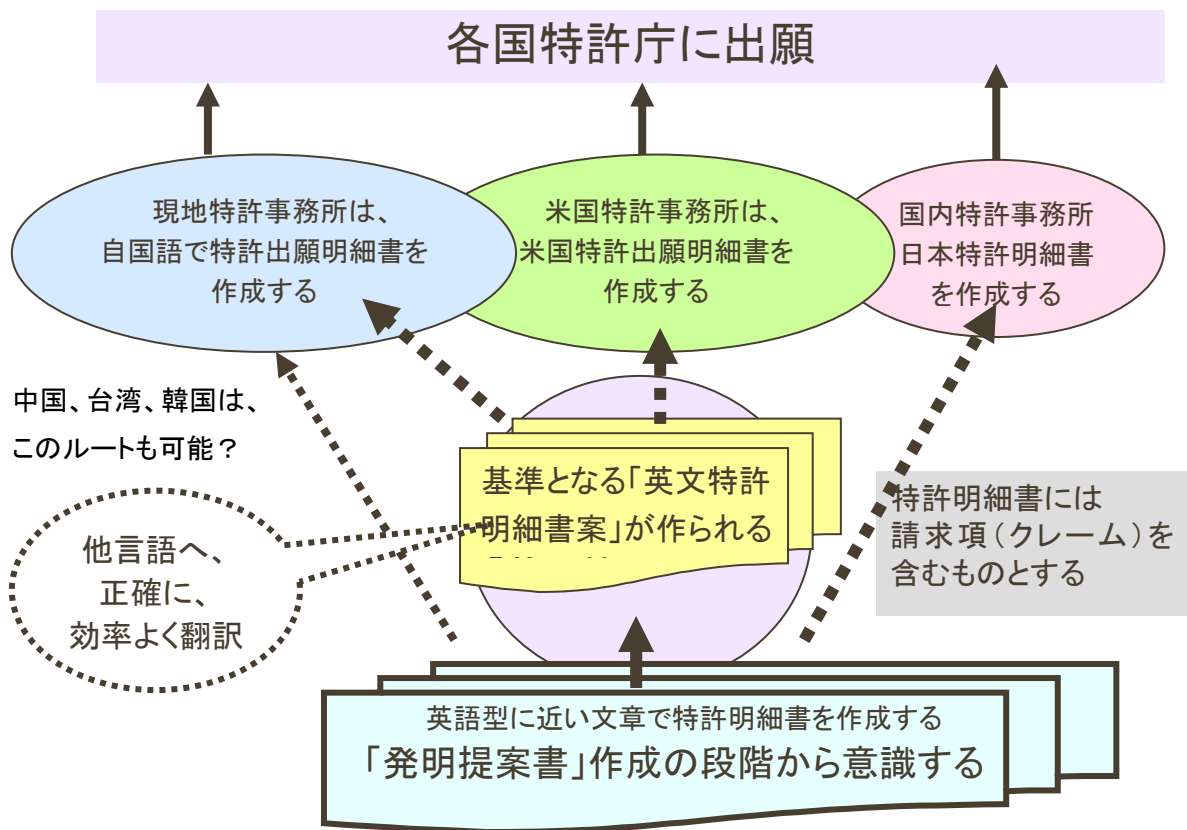 各国特許庁に出願
現地特許事務所は、
自国語で特許出願明細書を
作成する
米国特許事務所は、
米国特許出願明細書を
作成する
国内特許事務所
日本特許明細書
を作成する
中国、台湾、韓国は、
このルートも可能？
他言語へ、
正確に、
効率よく翻訳
基準となる「英文特許
明細書案」が作られる
特許明細書には
請求項（クレーム）を
含むものとする
英語型に近い文章で特許明細書を作成する
「発明提案書」作成の段階から意識する